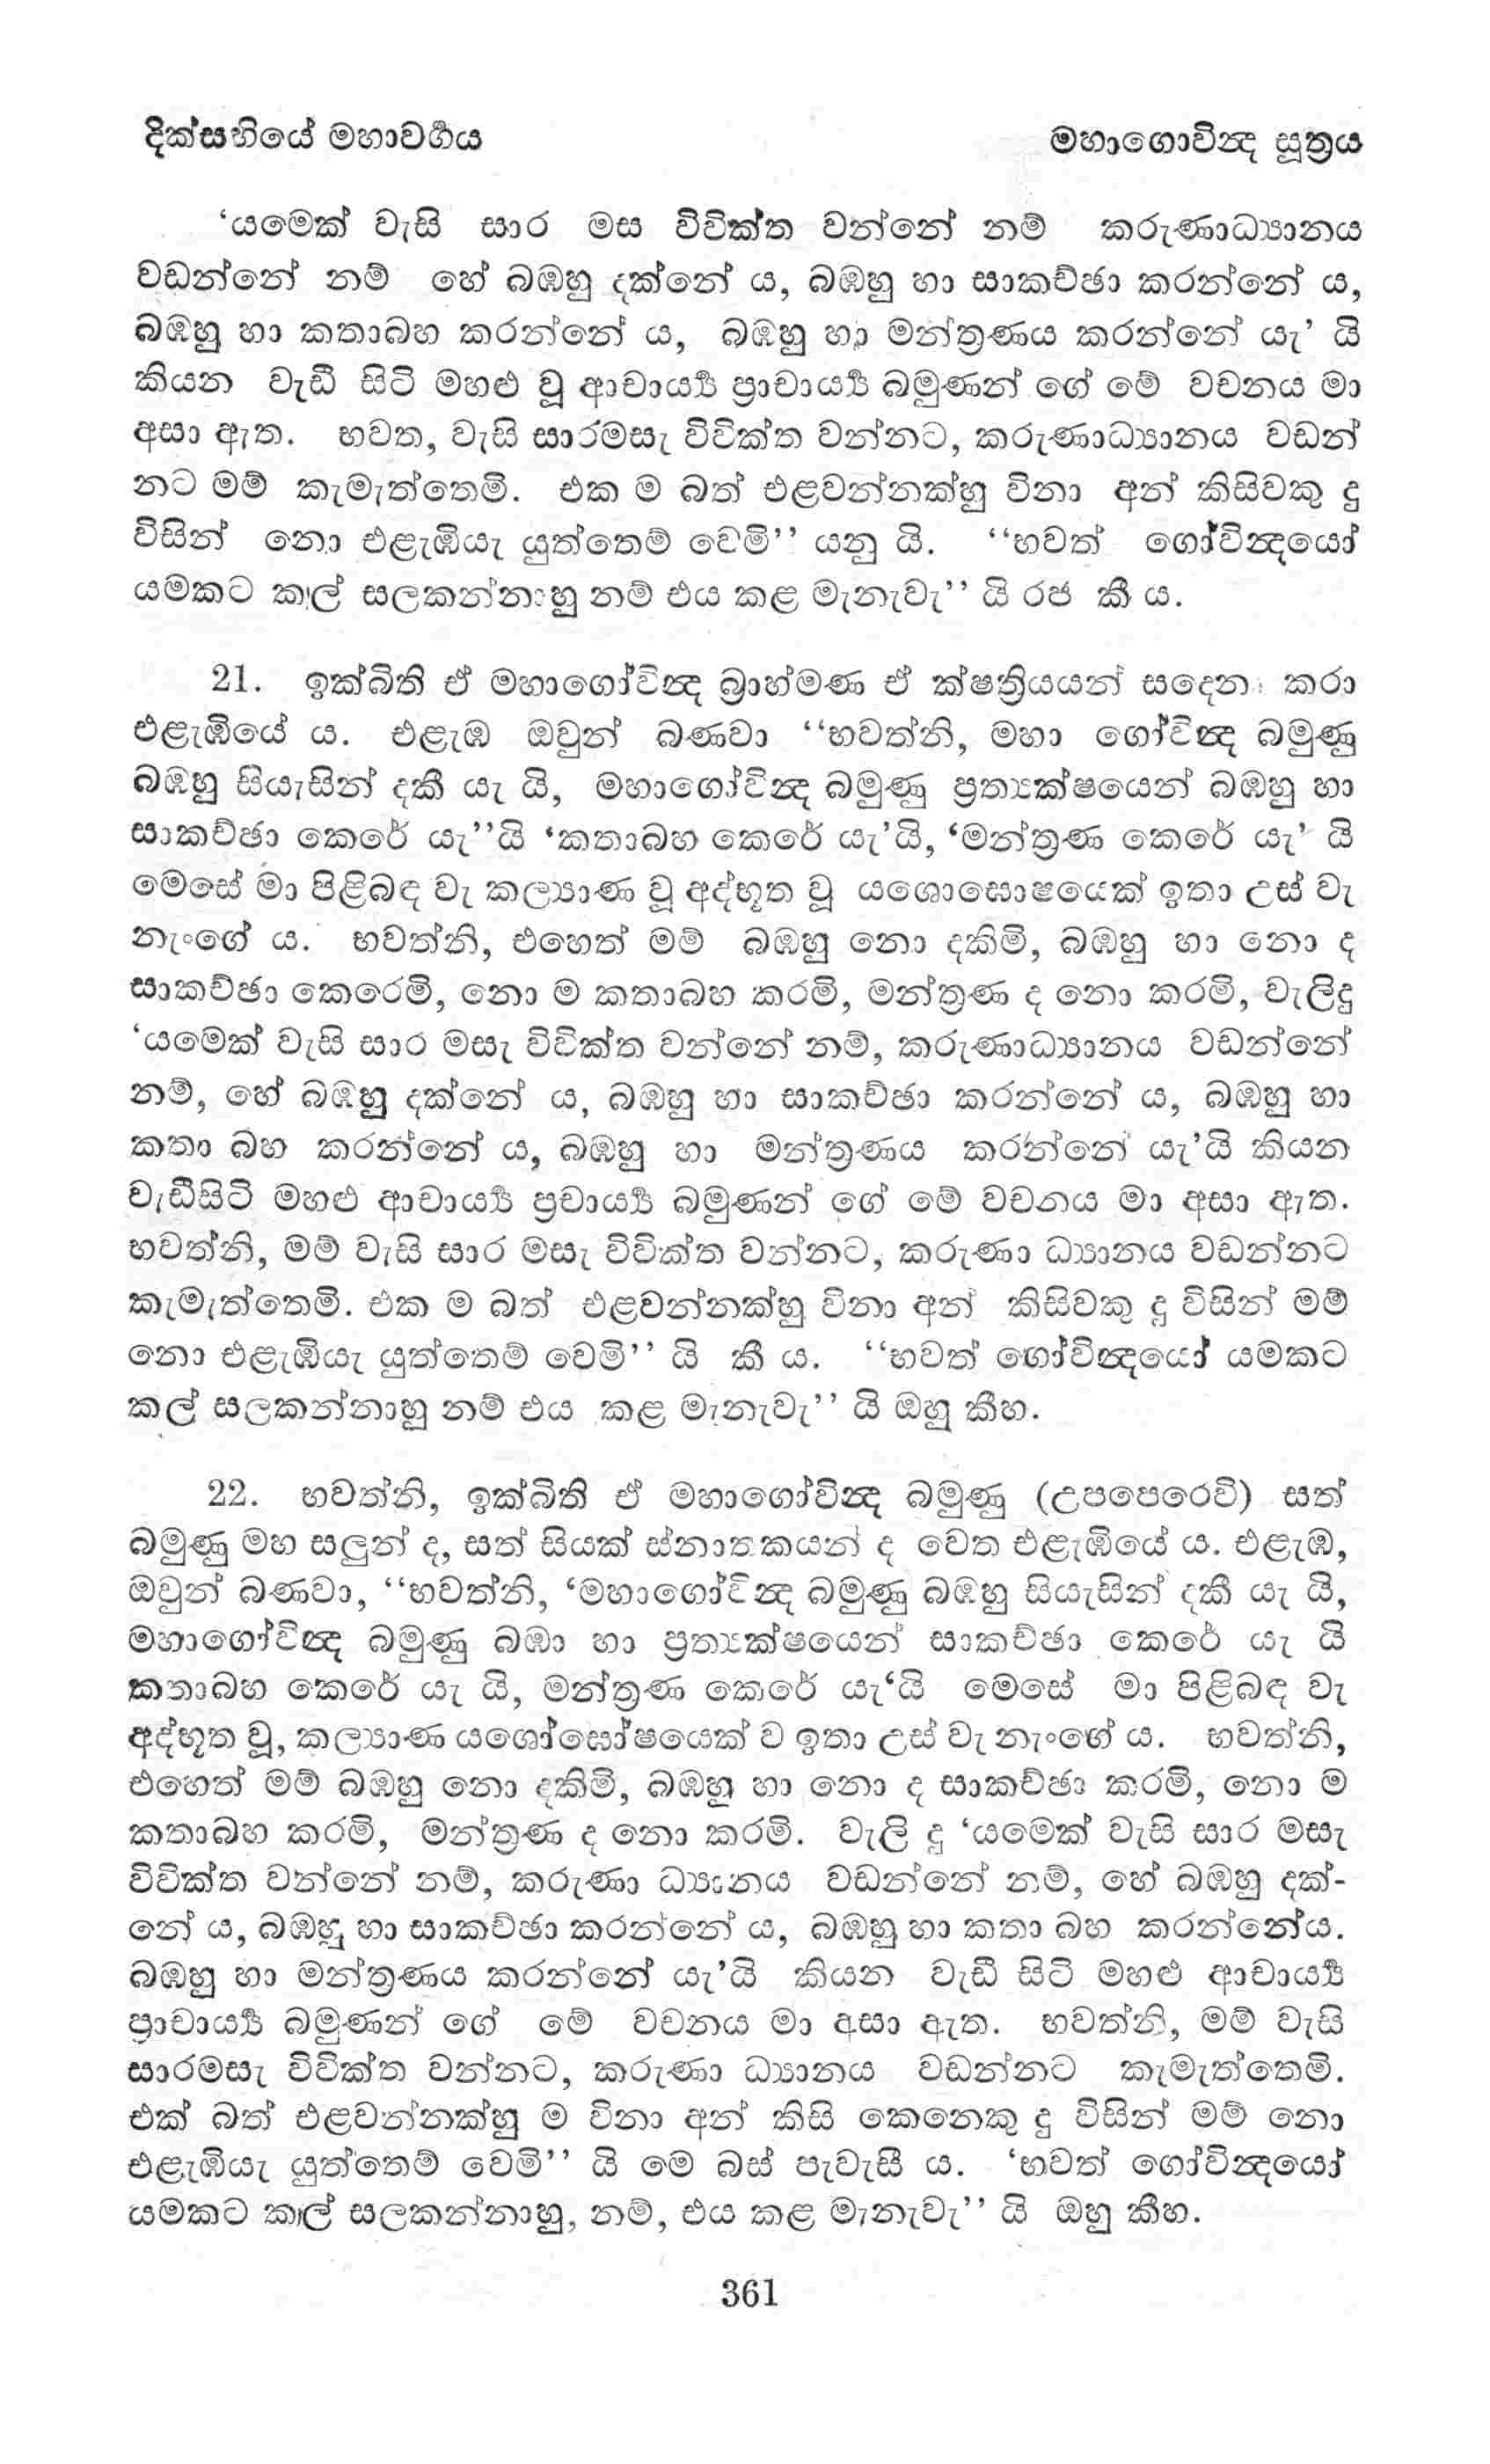 දික්සඟියේ මහාවර්‍ගය
මහාගොවින්‍ද සූත්‍රය
‘යමෙක් වැසි සාර මස විවික්ත වන්නේ නම් කරුණාධ්‍යානය
වඩන්නේ නම් හේ බඹහු දක්නේ ය, බඹහු හා සාකච්ඡා කරන්නේ ය,
බඹහු හා කතාබහ කරන්නේ ය, බඹහු හා මන්ත්‍රණය කරන්නේ යැ’ යි
කියන වැඩී සිටි මහළු වූ ආචාර්‍ය්‍ය ප්‍රාචාර්‍ය්‍ය බමුණන් ගේ මේ වචනය මා
අසා ඇත. භවත, වැසි සාරමසැ විවික්ත වන්නට, කරුණාධ්‍යානය වඩන්
නට මම් කැමැත්තෙමි. එක ම බත් එළවන්නක්හු විනා අන් කිසිවකු දු
විසින් නො එළැඹියැ යුත්තෙම් වෙමි’’ යනු යි. ‘‘භවත් ගෝවින්‍දයෝ
යමකට කල් සලකන්නාහු නම් එය කළ මැනැවැ’’ යි රජ කී ය.
21. ඉක්බිති ඒ මහාගෝවින්‍ද බ්‍රාහ්මණ ඒ ක්ෂත්‍රියයන් සදෙනා කරා
එළැඹියේ ය. එළැඹ ඔවුන් බණවා ‘‘භවත්නි, මහා ගෝවින්‍ද බමුණු
බඹහු සියැසින් දකී යැ යි, මහාගෝවින්‍ද බමුණු ප්‍රත්‍යක්ෂයෙන් බඹහු හා
සාකච්ඡා කෙරේ යැ’’යි ‘කතාබහ කෙරේ යැ’යි, ‘මන්ත්‍රණ කෙරේ යැ’ යි
මෙසේ මා පිළිබඳ වැ කල්‍යාණ වූ අද්භූත වූ යශොඝොෂයෙක් ඉතා උස් වැ
නැංගේ ය. භවත්නි, එහෙත් මම් බඹහු නො දකිමි, බඹහු හා නො ද
සාකච්ඡා කෙරෙමි, නො ම කතාබහ කරමි, මන්ත්‍රණ ද නො කරමි, වැලිදු
‘යමෙක් වැසි සාර මසැ විවික්ත වන්නේ නම්, කරුණාධ්‍යානය වඩන්නේ
නම්, හේ බඹහු දක්නේ ය, බඹහු හා සාකච්ඡා කරන්නේ ය, බඹහු හා
කතා බහ කරන්නේ ය, බඹහු හා මන්ත්‍රණය කරන්නේ යැ’යි කියන
වැඩීසිටි මහළු ආචාර්‍ය්‍ය ප්‍රචාර්‍ය්‍ය බමුණන් ගේ මේ වචනය මා අසා ඇත.
භවත්නි, මම් වැසි සාර මසැ විවික්ත වන්නට, කරුණා ධ්‍යානය වඩන්නට
කැමැත්තෙමි. එක ම බත් එළවන්නක්හු විනා අන් කිසිවකු දු විසින් මම්
නො එළැඹියැ යුත්තෙම් වෙමි’’ යි කී ය. ‘‘භවත් ගෝවින්‍දයෝ යමකට
කල් සලකන්නාහු නම් එය කළ මැනැවැ’’ යි ඔහු කීහ.
22. භවත්නි, ඉක්බිති ඒ මහාගෝවින්‍ද බමුණු (උපපෙරෙවි) සත්
බමුණු මහ සලුන් ද, සත් සියක් ස්නාතකයන් ද වෙත එළැඹියේ ය. එළැඹ,
ඔවුන් බණවා, ‘‘භවත්නි, ‘මහාගෝවින්‍ද බමුණු බඹහු සියැසින් දකී යැ යි,
මහාගෝවින්‍ද බමුණු බඹා හා ප්‍රත්‍යක්ෂයෙන් සාකච්ඡා කෙරේ යැ යි
කතාබහ කෙරේ යැ යි, මන්ත්‍රණ කෙරේ යැ‘යි මෙසේ මා පිළිබඳ වැ
අද්භූත වූ, කල්‍යාණ යශෝඝෝෂයෙක් ව ඉතා උස් වැ නැංඟේ ය. භවත්නි,
එහෙත් මම් බඹහු නො දකිමි, බඹහු හා නො ද සාකච්ඡා කරමි, නො ම
කතාබහ කරමි, මන්ත්‍රණ ද නො කරමි. වැලි දු ‘යමෙක් වැසි සාර මසැ
විවික්ත වන්නේ නම්, කරුණා ධ්‍යානය වඩන්නේ නම්, හේ බඹහු දක්-
නේ ය, බඹහු හා සාකච්ඡා කරන්නේ ය, බඹහු හා කතා බහ කරන්නේය.
බඹහු හා මන්ත්‍රණය කරන්නේ යැ’යි කියන වැඩී සිටි මහළු ආචාර්‍ය්‍ය
ප්‍රාචාර්‍ය්‍ය බමුණන් ගේ මේ වචනය මා අසා ඇත. භවත්නි, මම් වැසි
සාරමසැ විවික්ත වන්නට, කරුණා ධ්‍යානය වඩන්නට කැමැත්තෙමි.
එක් බත් එළවන්නක්හු ම විනා අන් කිසි කෙනෙකු දු විසින් මම් නො
එළැඹියැ යුත්තෙම් වෙමි’’ යි මෙ බස් පැවැසී ය. ‘භවත් ගෝවින්‍දයෝ
යමකට කල් සලකන්නාහු, නම්, එය කළ මැනැවැ’’ යි ඔහු කීහ.
361